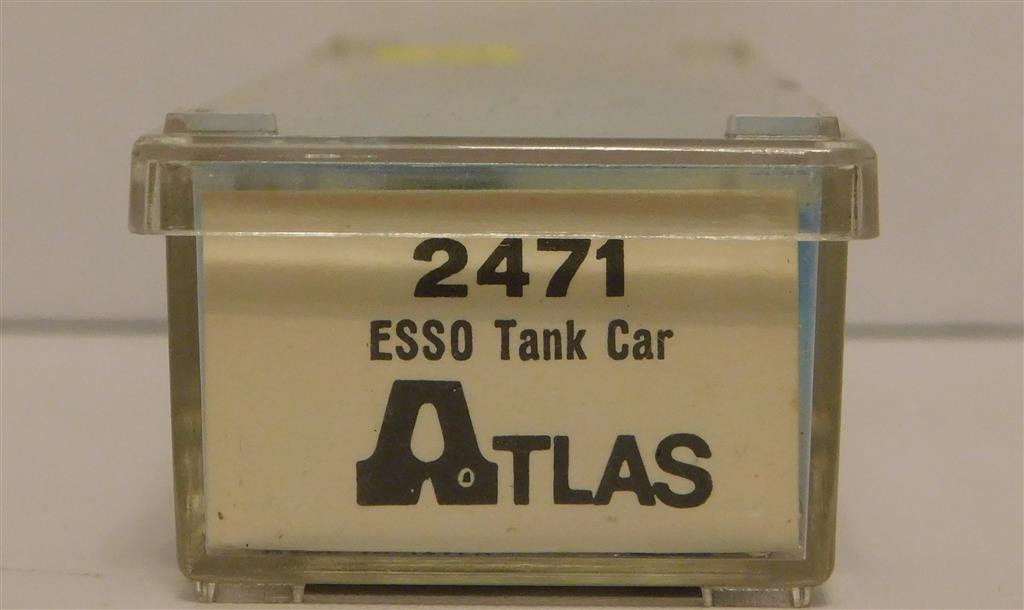 2471
ESSO Tank Car
ATLAS